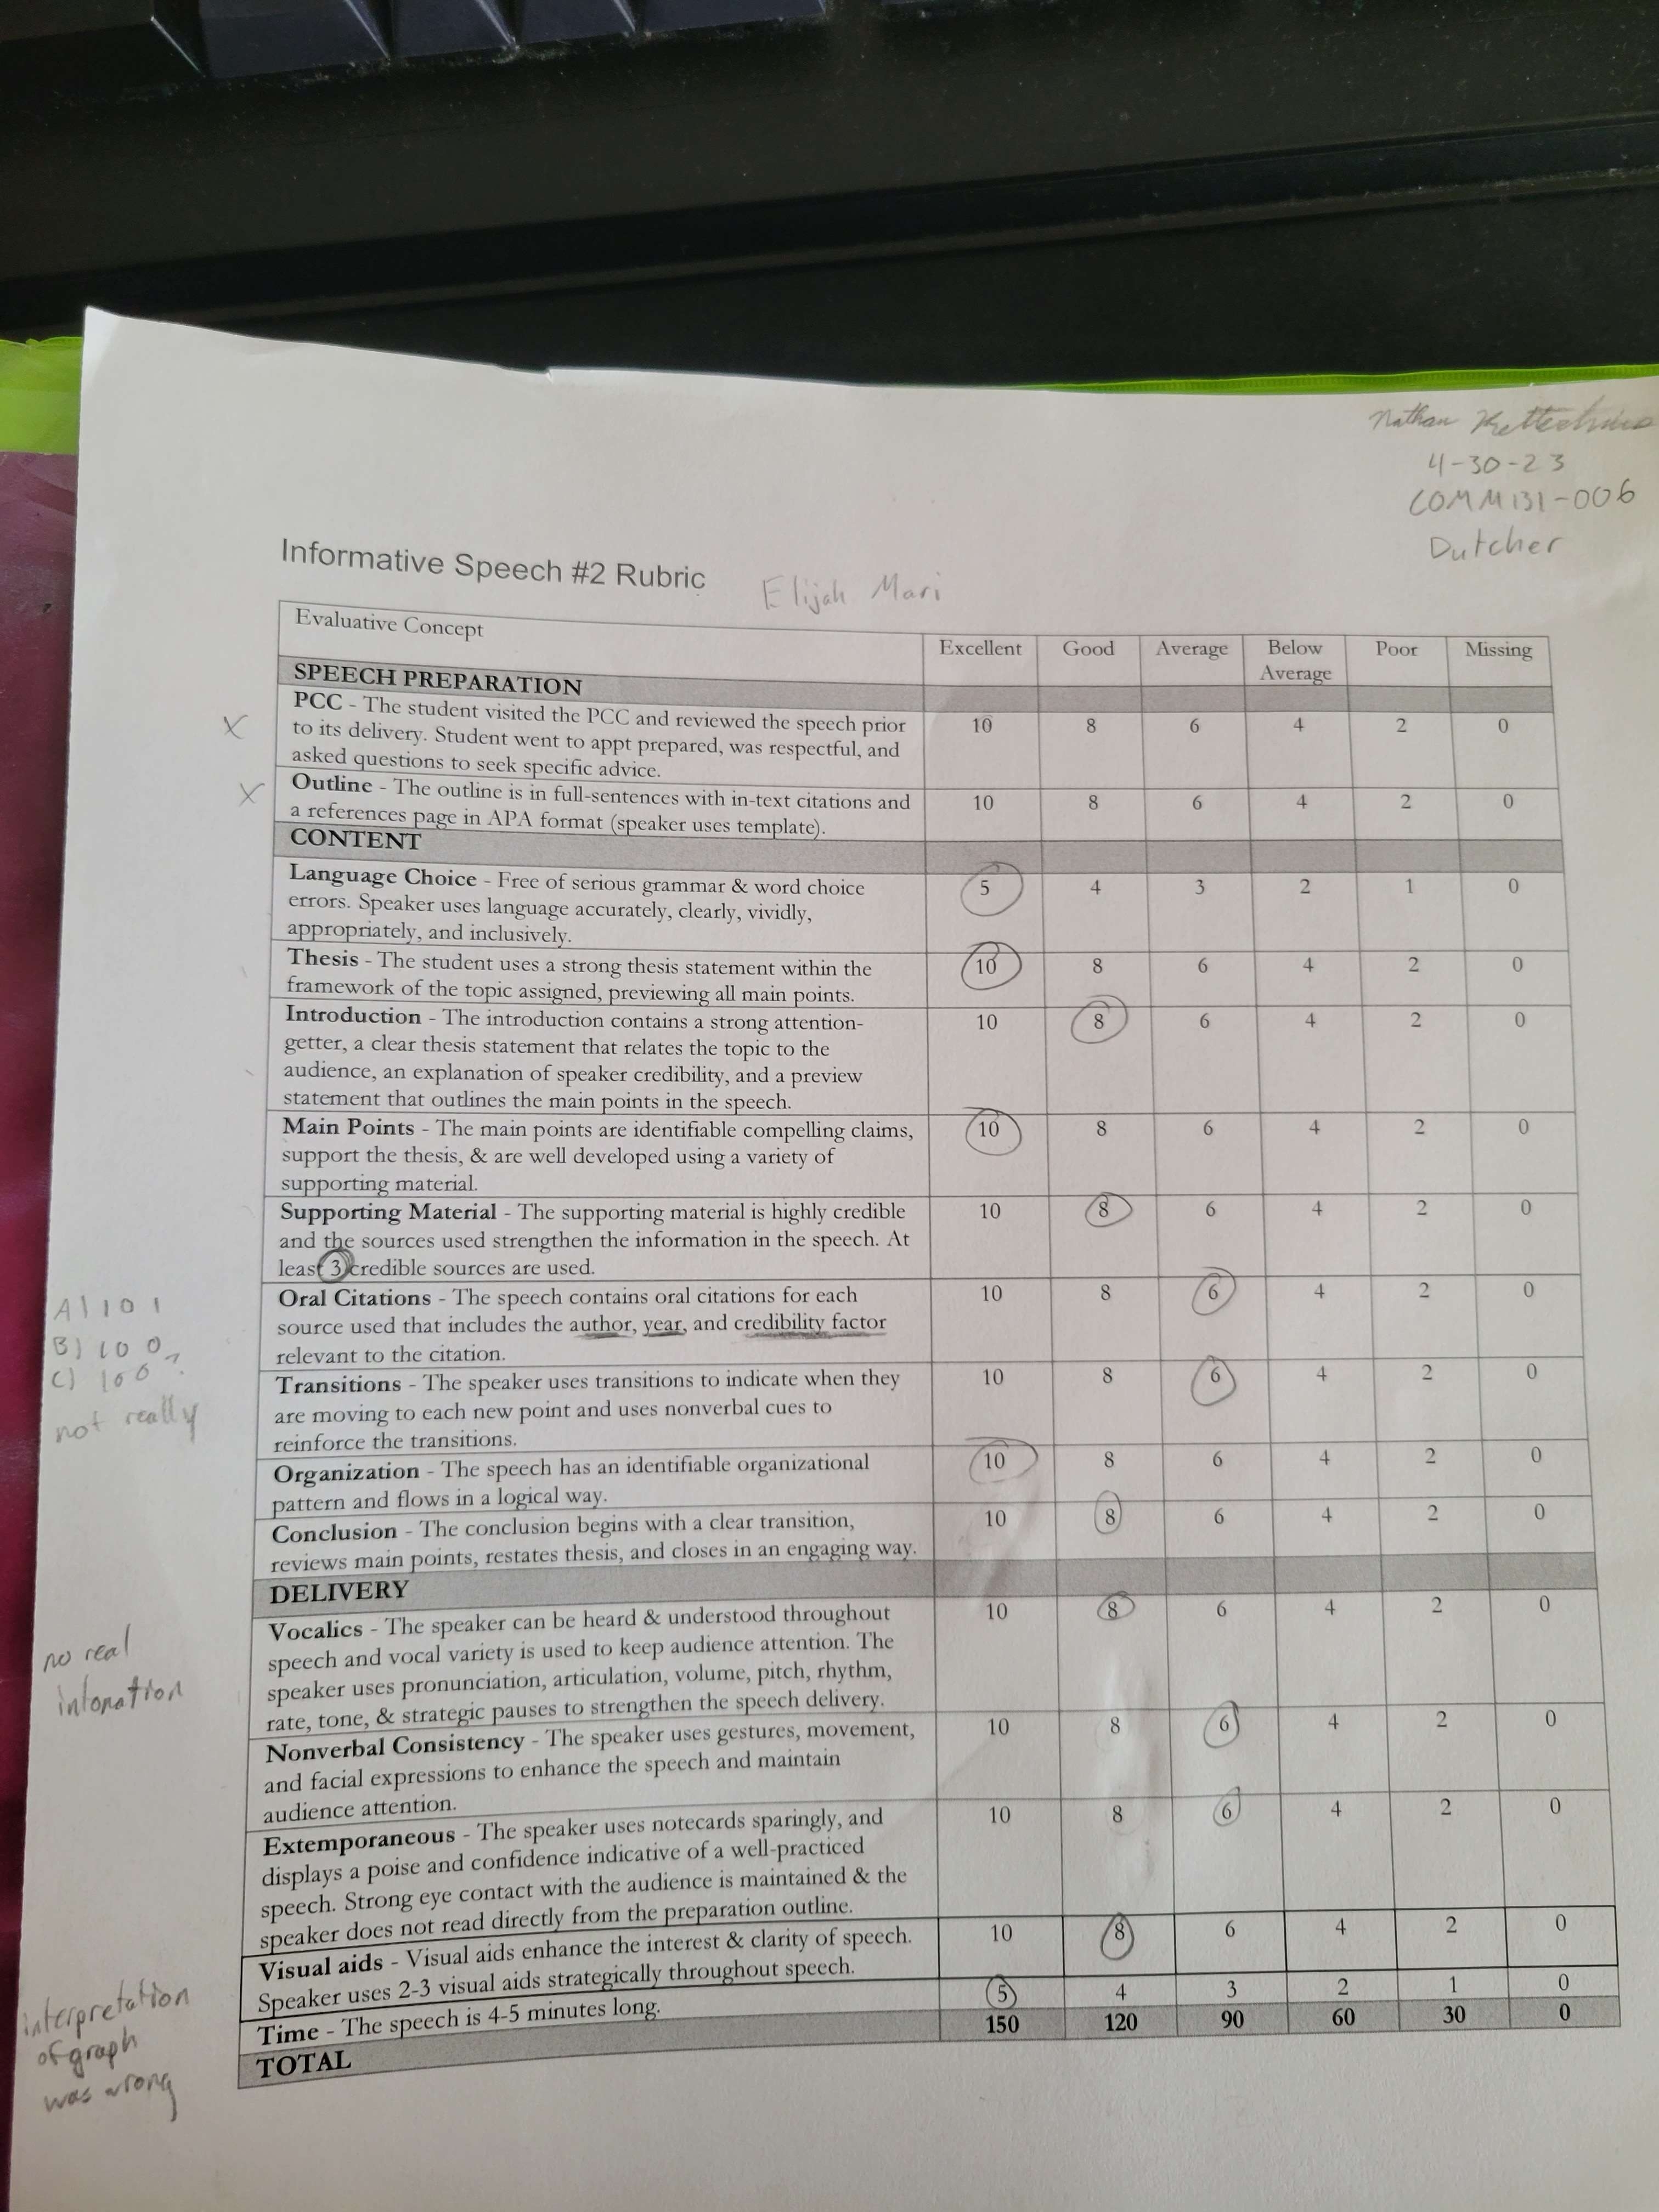 Nathan
4-30-23
COMM131-006
Dutcher
Informative Speech #2 Rubric
Elijah Mari
Evaluative Concept
Excellent Good Average Below Average Poor Missing
SPEECH PREPARATION
X PCC - The student visited the PCC and reviewed the speech prior 10 8 6 4 2 0
to its delivery. Student went to appt prepared, was respectful, and
asked questions to seek specific advice.
X Outline - The outline is in full-sentences with in-text citations and 10 8 6 4 2 0
a references page in APA format (speaker uses template).
CONTENT
Language Choice - Free of serious grammar & word choice 5 4 3 2 1 0
errors. Speaker uses language accurately, clearly, vividly,
appropriately, and inclusively.
Thesis - The student uses a strong thesis statement within the 10 8 6 4 2 0
framework of the topic assigned, previewing all main points.
Introduction - The introduction contains a strong attention- 10 8 6 4 2 0
getter, a clear thesis statement that relates the topic to the
audience, an explanation of speaker credibility, and a preview
statement that outlines the main points in the speech.
Main Points - The main points are identifiable compelling claims, 10 8 6 4 2 0
support the thesis, & are well developed using a variety of
supporting material.
Supporting Material - The supporting material is highly credible 10 8 6 4 2 0
and the sources used strengthen the information in the speech. At
least 3 credible sources are used.
Oral Citations - The speech contains oral citations for each 10 8 6 4 2 0
source used that includes the author, year, and credibility factor
relevant to the citation.
A) 101
B) 100
C) 100?
Transitions - The speaker uses transitions to indicate when they 10 8 6 4 2 0
are moving to each new point and uses nonverbal cues to
reinforce the transitions.
not really
Organization - The speech has an identifiable organizational 10 8 6 4 2 0
pattern and flows in a logical way.
Conclusion - The conclusion begins with a clear transition, 10 8 6 4 2 0
reviews main points, restates thesis, and closes in an engaging way.
DELIVERY
Vocalics - The speaker can be heard & understood throughout 10 8 6 4 2 0
speech and vocal variety is used to keep audience attention. The
speaker uses pronunciation, articulation, volume, pitch, rhythm,
rate, tone, & strategic pauses to strengthen the speech delivery.
no real
intonation
Nonverbal Consistency - The speaker uses gestures, movement, 10 8 6 4 2 0
and facial expressions to enhance the speech and maintain
audience attention.
Extemporaneous - The speaker uses notecards sparingly, and 10 8 6 4 2 0
displays a poise and confidence indicative of a well-practiced
speech. Strong eye contact with the audience is maintained & the
speaker does not read directly from the preparation outline.
Visual aids - Visual aids enhance the interest & clarity of speech. 10 8 6 4 2 0
Speaker uses 2-3 visual aids strategically throughout speech.
interpretation
of graph
was wrong
Time - The speech is 4-5 minutes long. 5 4 3 2 1 0
TOTAL 150 120 90 60 30 0